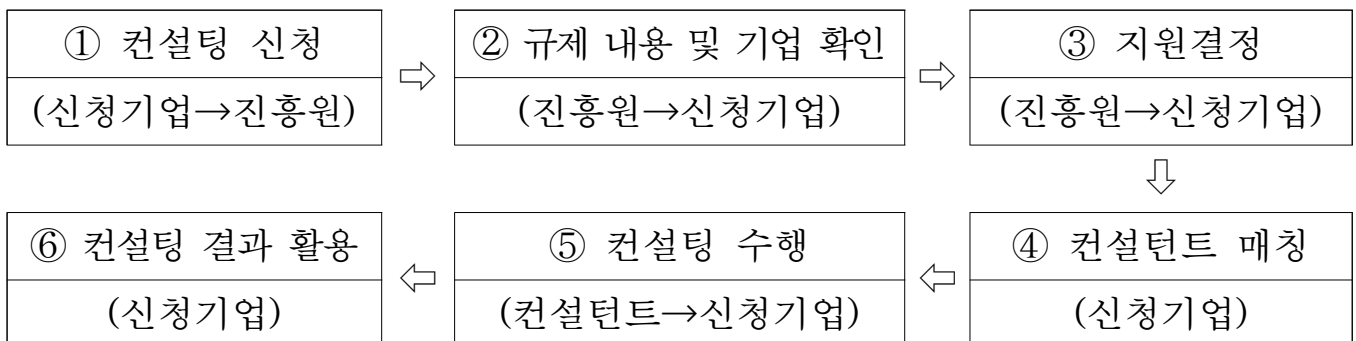 ① 컨설팅 신청
(신청기업→진흥원)
⇨
② 규제 내용 및 기업 확인
(진흥원→신청기업)
⇨
③ 지원결정
(진흥원→신청기업)
⇩
④ 컨설턴트 매칭
(신청기업)
⇦
⑤ 컨설팅 수행
(컨설턴트→신청기업)
⇦
⑥ 컨설팅 결과 활용
(신청기업)